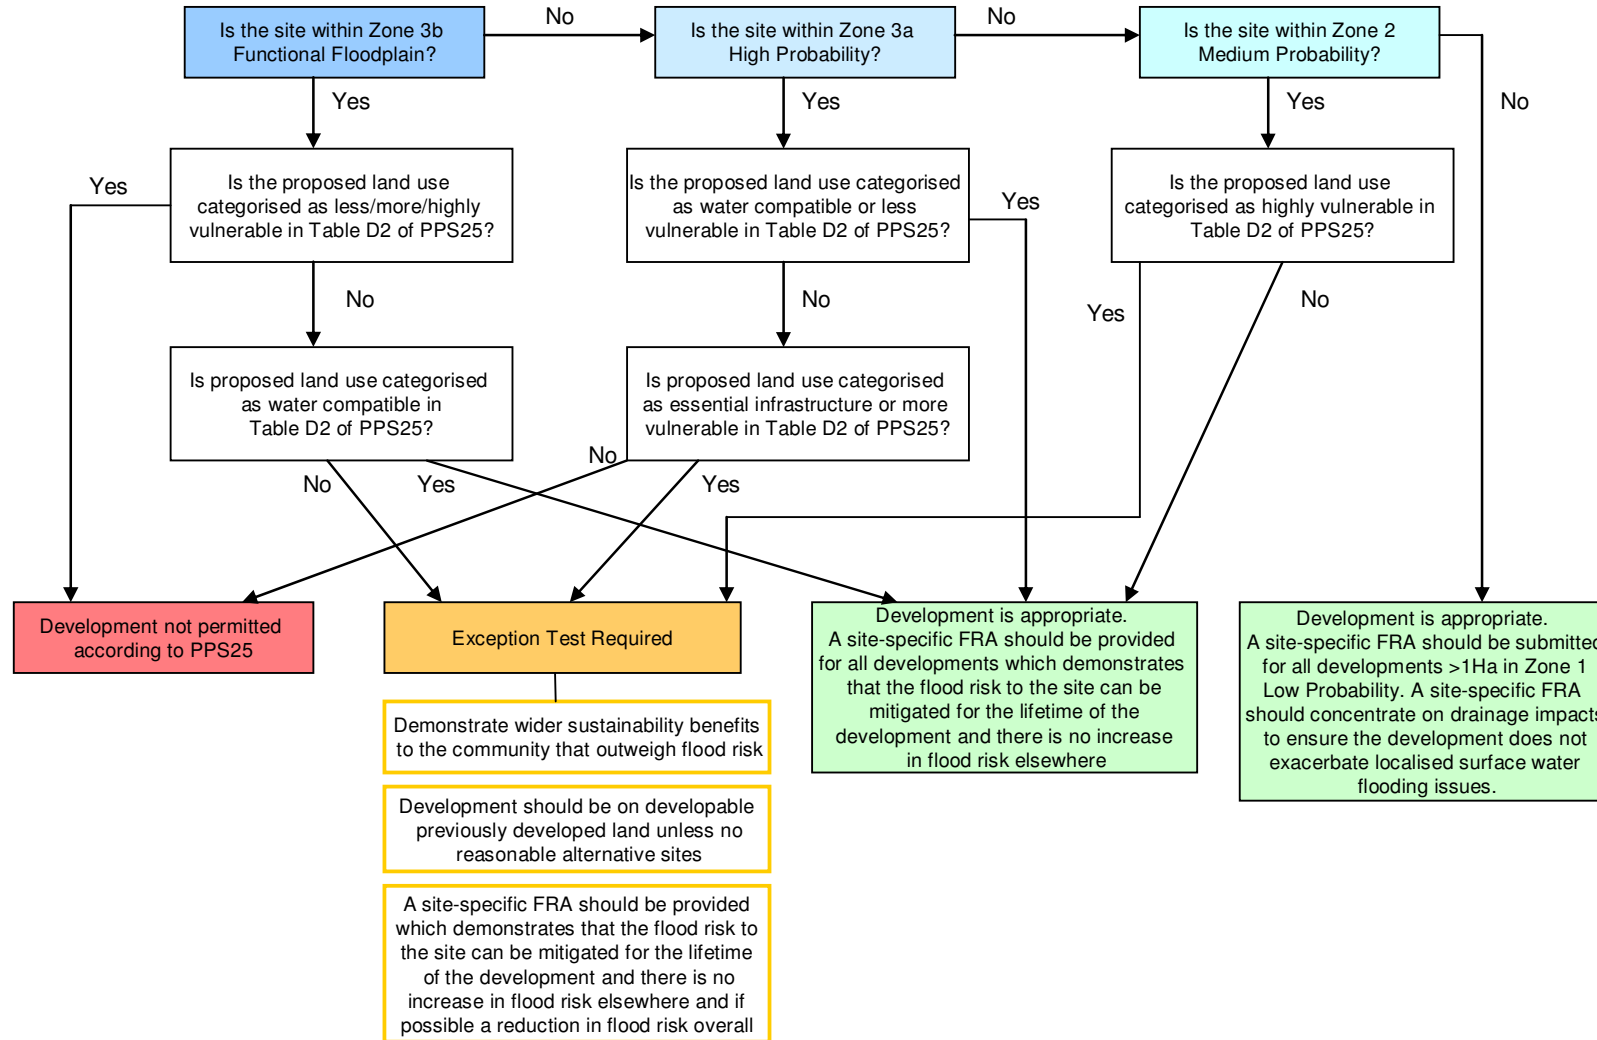 Is the site within Zone 3b
Functional Floodplain?
No
Is the site within Zone 3a
High Probability?
No
Is the site within Zone 2
Medium Probability?
Yes
Yes
Yes
No
Yes
Is the proposed land use
categorised as less/more/highly
vulnerable in Table D2 of PPS25?
Is the proposed land use categorised
as water compatible or less
vulnerable in Table D2 of PPS25?
Yes
Is the proposed land use
categorised as highly vulnerable in
Table D2 of PPS25?
No
No
Yes
No
Is proposed land use categorised
as water compatible in
Table D2 of PPS25?
Is proposed land use categorised
as essential infrastructure or more
vulnerable in Table D2 of PPS25?
No
Yes
No
Yes
Development not permitted
according to PPS25
Exception Test Required
Development is appropriate.
A site-specific FRA should be provided
for all developments which demonstrates
that the flood risk to the site can be
mitigated for the lifetime of the
development and there is no increase
in flood risk elsewhere
Development is appropriate.
A site-specific FRA should be submitted
for all developments >1Ha in Zone 1
Low Probability. A site-specific FRA
should concentrate on drainage impacts
to ensure the development does not
exacerbate localised surface water
flooding issues.
Demonstrate wider sustainability benefits
to the community that outweigh flood risk
Development should be on developable
previously developed land unless no
reasonable alternative sites
A site-specific FRA should be provided
which demonstrates that the flood risk to
the site can be mitigated for the lifetime
of the development and there is no
increase in flood risk elsewhere and if
possible a reduction in flood risk overall